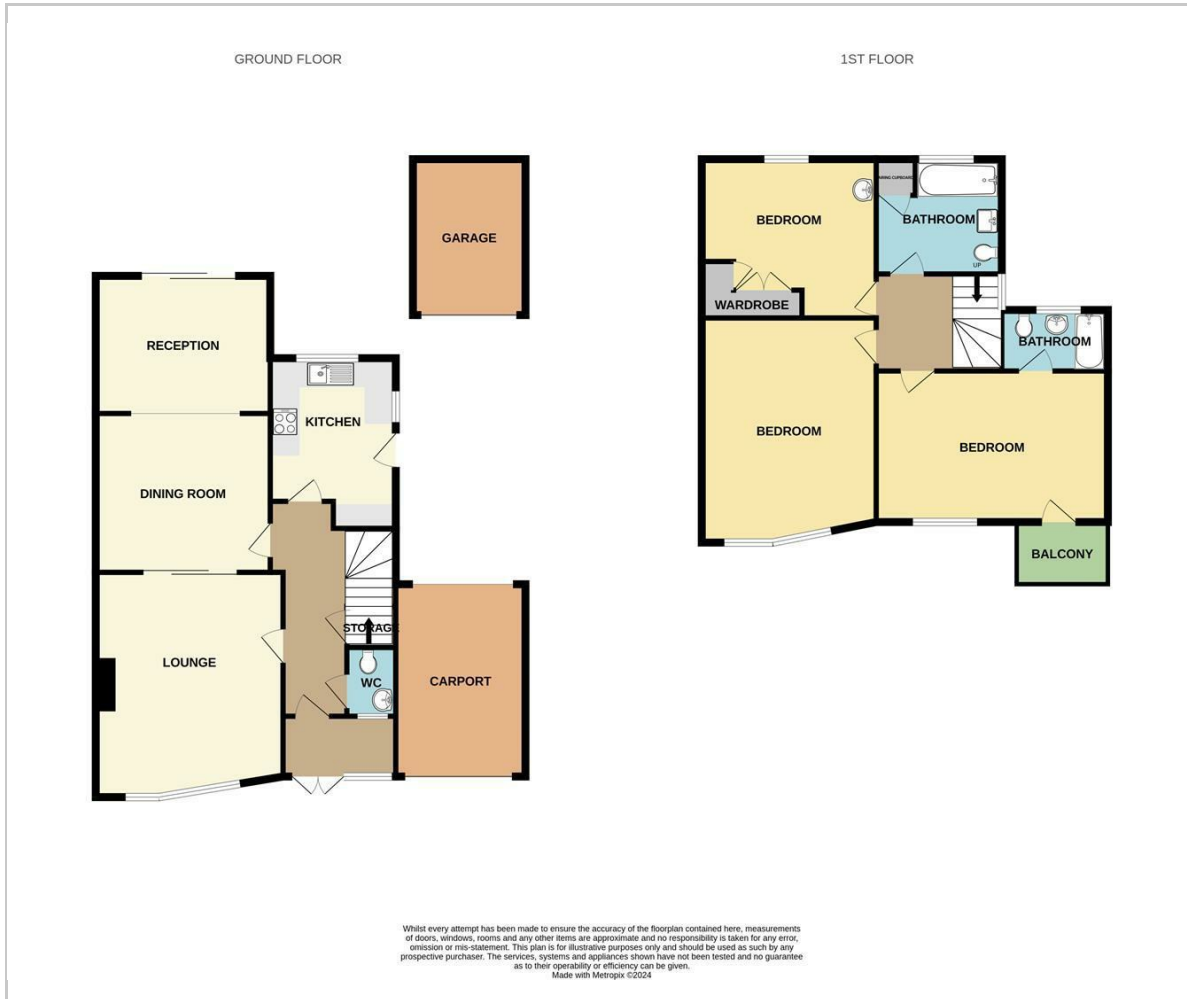 GROUND FLOOR
GARAGE
RECEPTION
KITCHEN
DINING ROOM
STORAGE
LOUNGE
WC
CARPORT
1ST FLOOR
AIRING CUPBOARD
BEDROOM
BATHROOM
UP
WARDROBE
BATHROOM
BEDROOM
BEDROOM
BALCONY
Whilst every attempt has been made to ensure the accuracy of the floorplan contained here, measurements
of doors, windows, rooms and any other items are approximate and no responsibility is taken for any error,
omission or mis-statement. This plan is for illustrative purposes only and should be used as such by any
prospective purchaser. The services, systems and appliances shown have not been tested and no guarantee
as to their operability or efficiency can be given.
Made with Metropix ©2024